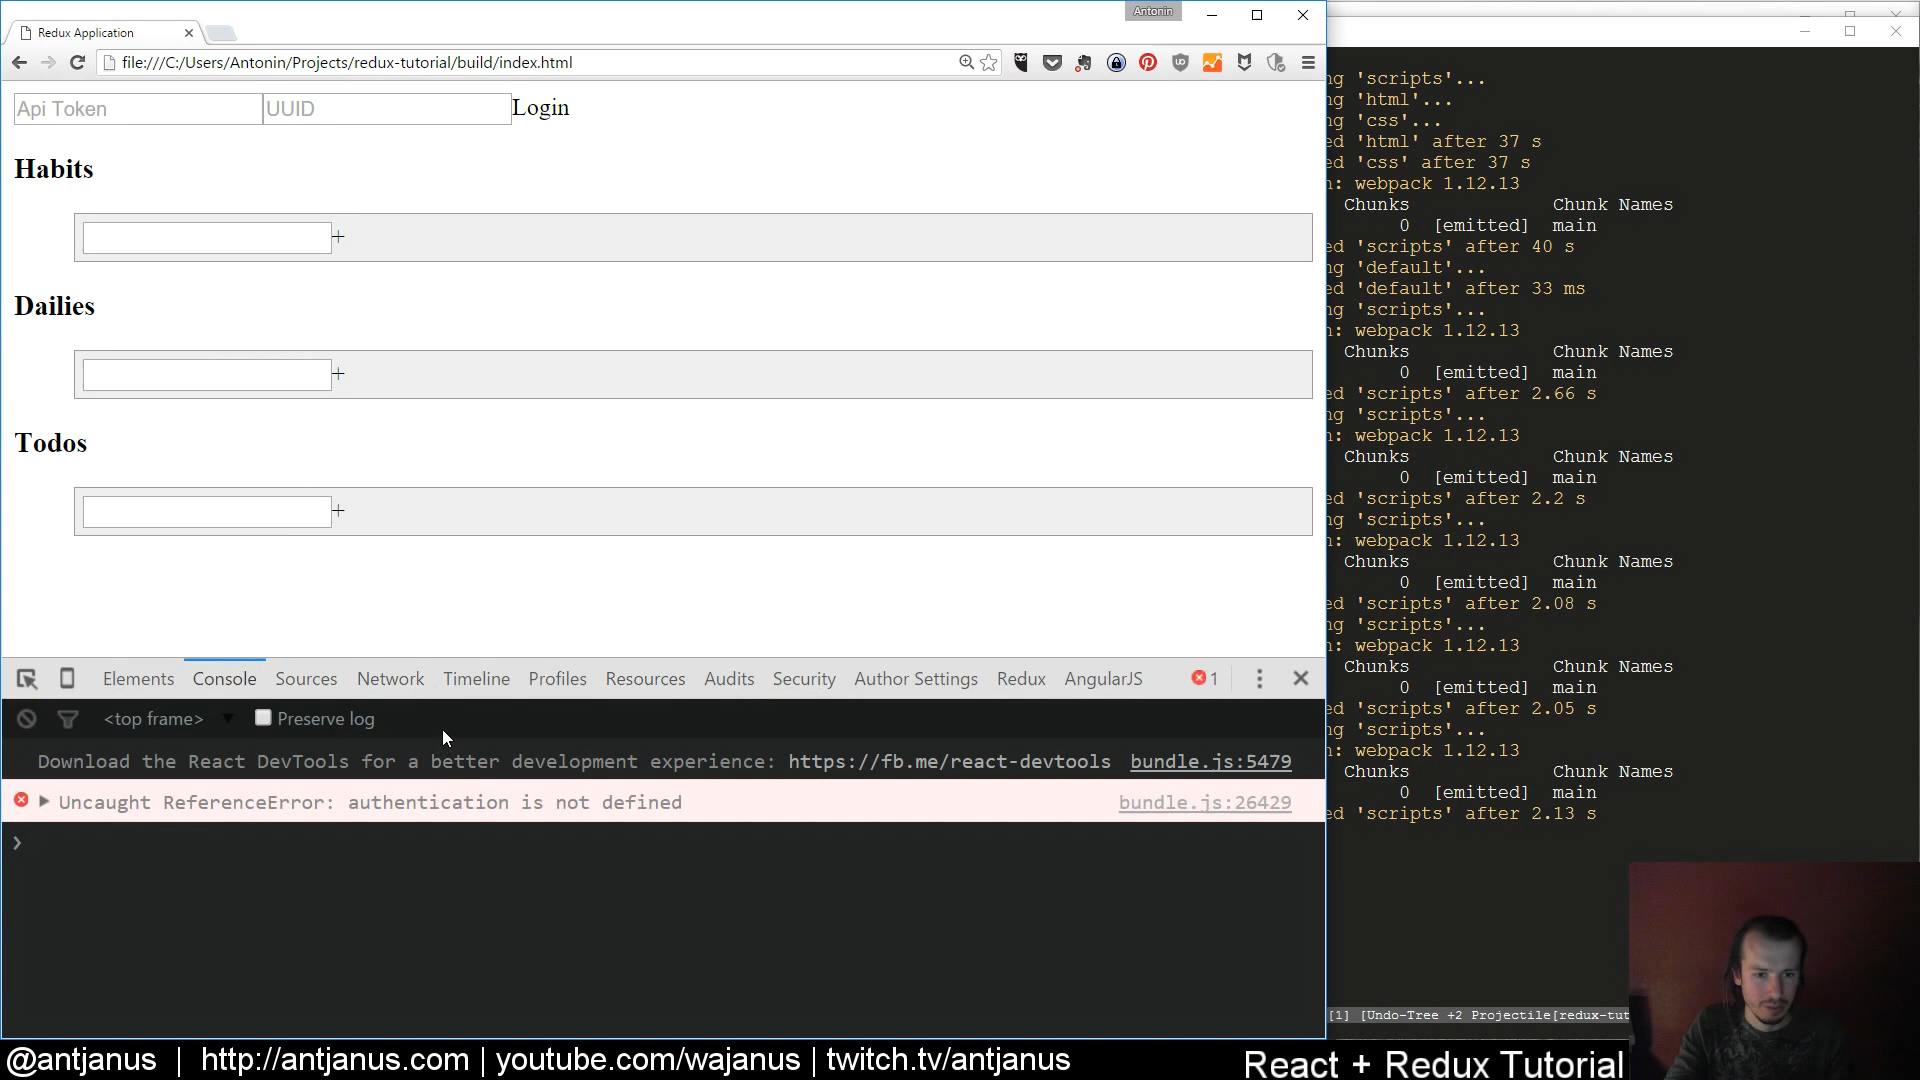 Antonin
Redux Application
file:///C:/Users/Antonin/Projects/redux-tutorial/build/index.html
Api Token UUID Login
Habits
+
Dailies
+
Todos
+
Elements Console Sources Network Timeline Profiles Resources Audits Security Author Settings Redux AngularJS 1
<top frame> Preserve log
Download the React DevTools for a better development experience: https://fb.me/react-devtools bundle.js:5479
Uncaught ReferenceError: authentication is not defined bundle.js:26429
ng 'scripts'...
ng 'html'...
ng 'css'...
ed 'html' after 37 s
ed 'css' after 37 s
n: webpack 1.12.13
Chunks Chunk Names
0 [emitted] main
ed 'scripts' after 40 s
ng 'default'...
ed 'default' after 33 ms
ng 'scripts'...
n: webpack 1.12.13
Chunks Chunk Names
0 [emitted] main
ed 'scripts' after 2.66 s
ng 'scripts'...
n: webpack 1.12.13
Chunks Chunk Names
0 [emitted] main
ed 'scripts' after 2.2 s
ng 'scripts'...
n: webpack 1.12.13
Chunks Chunk Names
0 [emitted] main
ed 'scripts' after 2.08 s
ng 'scripts'...
n: webpack 1.12.13
Chunks Chunk Names
0 [emitted] main
ed 'scripts' after 2.05 s
ng 'scripts'...
n: webpack 1.12.13
Chunks Chunk Names
0 [emitted] main
ed 'scripts' after 2.13 s
[1] [Undo-Tree +2 Projectile[redux-tut
@antjanus | http://antjanus.com | youtube.com/wajanus | twitch.tv/antjanus
React + Redux Tutorial